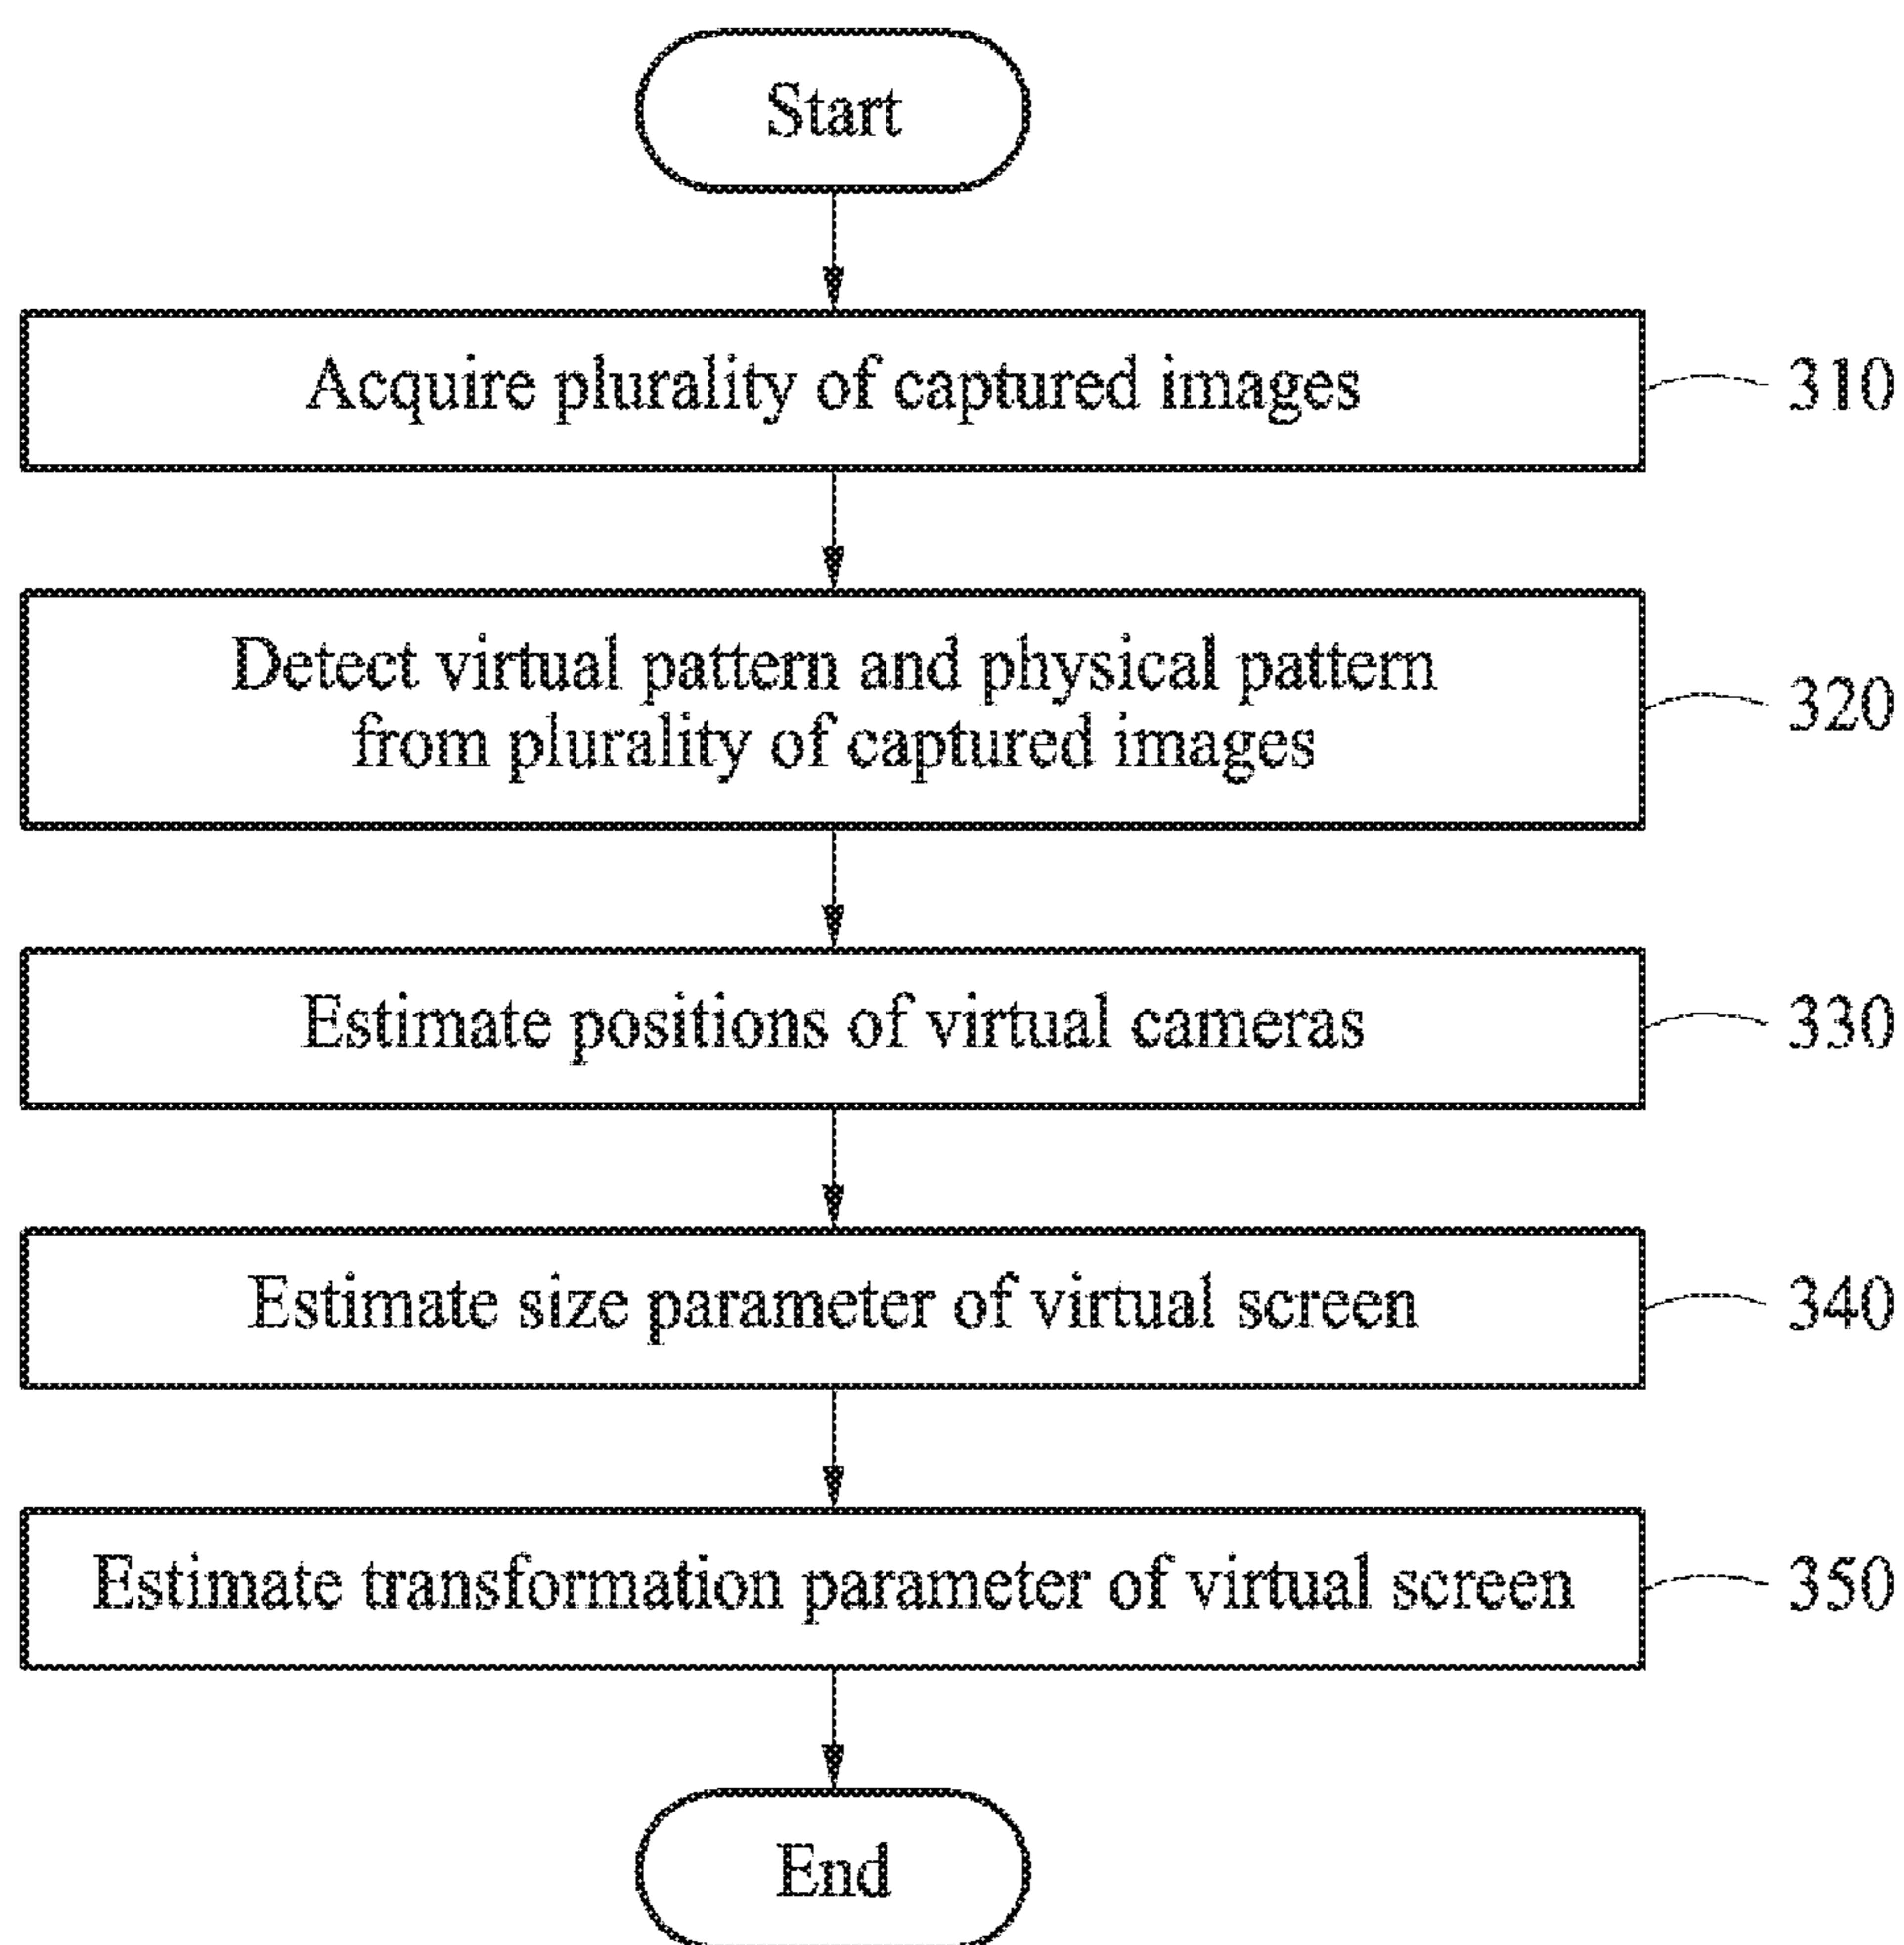 Start
Acquire plurality of captured images
310
Detect virtual pattern and physical pattern
from plurality of captured images
320
Estimate positions of virtual cameras
330
Estimate size parameter of virtual screen
340
Estimate transformation parameter of virtual screen
350
End